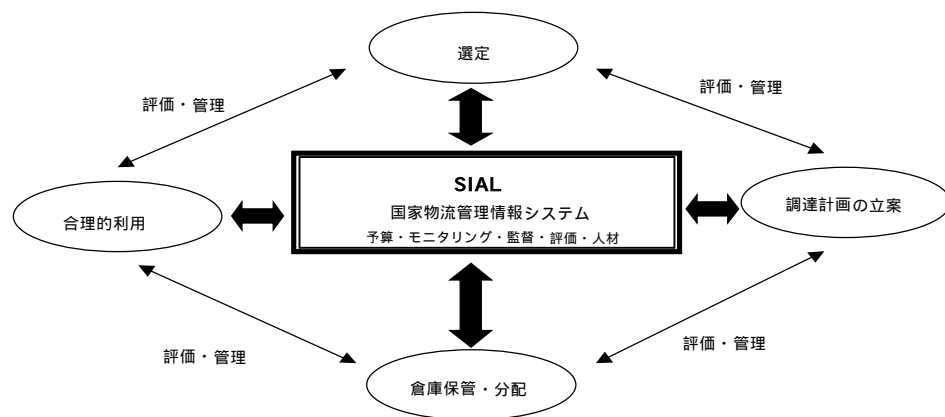 選定
評価・管理
評価・管理
SIAL
国家物流管理情報システム
予算・モニタリング・監督・評価・人材
合理的利用
調達計画の立案
評価・管理
評価・管理
倉庫保管・分配